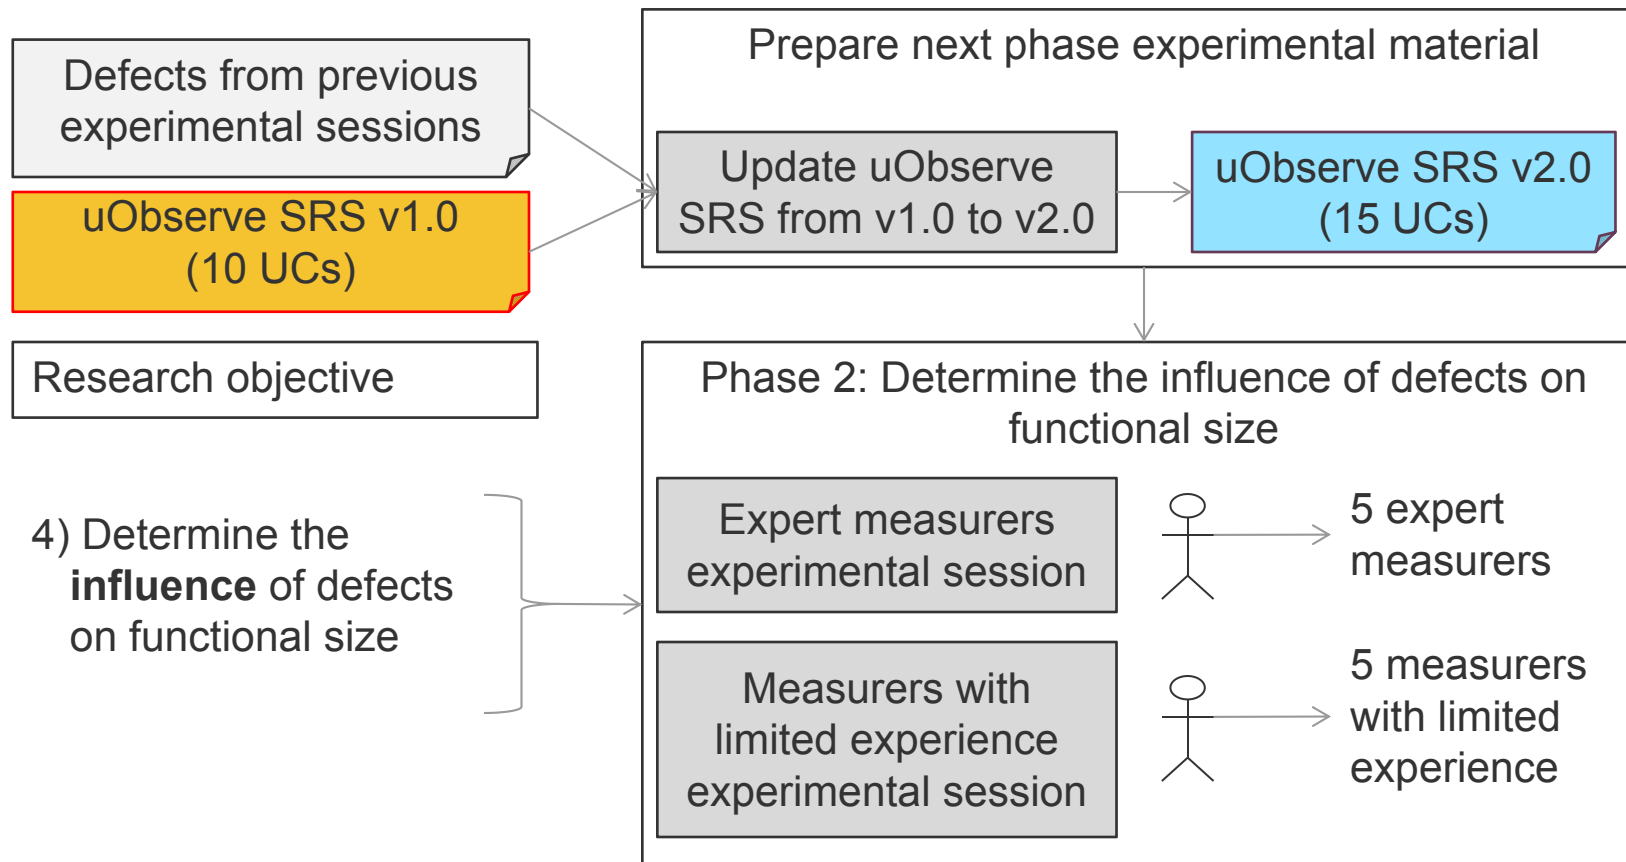 Defects from previous
experimental sessions
uObserve SRS v1.0
(10 UCs)
Prepare next phase experimental material
Update uObserve
SRS from v1.0 to v2.0
uObserve SRS v2.0
(15 UCs)
Research objective
4) Determine the
influence of defects
on functional size
Phase 2: Determine the influence of defects on
functional size
Expert measurers
experimental session
5 expert
measurers
Measurers with
limited experience
experimental session
5 measurers
with limited
experience